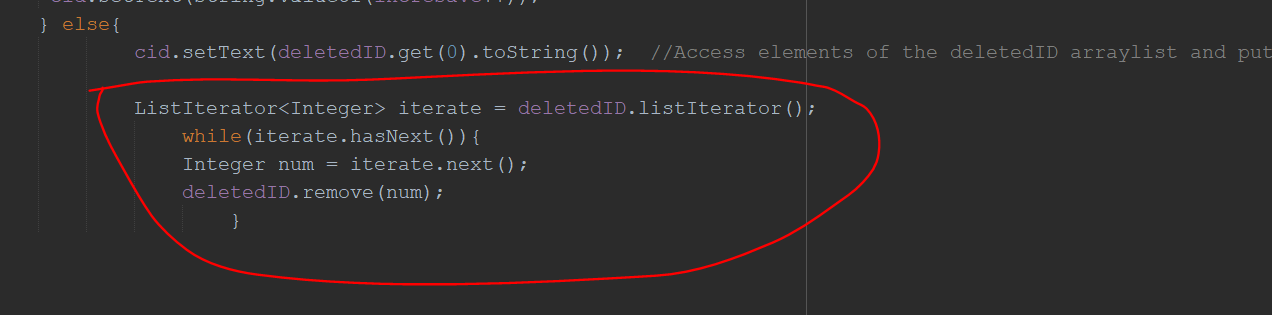 } else{
cid.setText(deletedID.get(0).toString()); //Access elements of the deletedID arraylist and put
ListIterator<Integer> iterate = deletedID.listIterator();
while(iterate.hasNext()){
Integer num = iterate.next();
deletedID.remove(num);
}